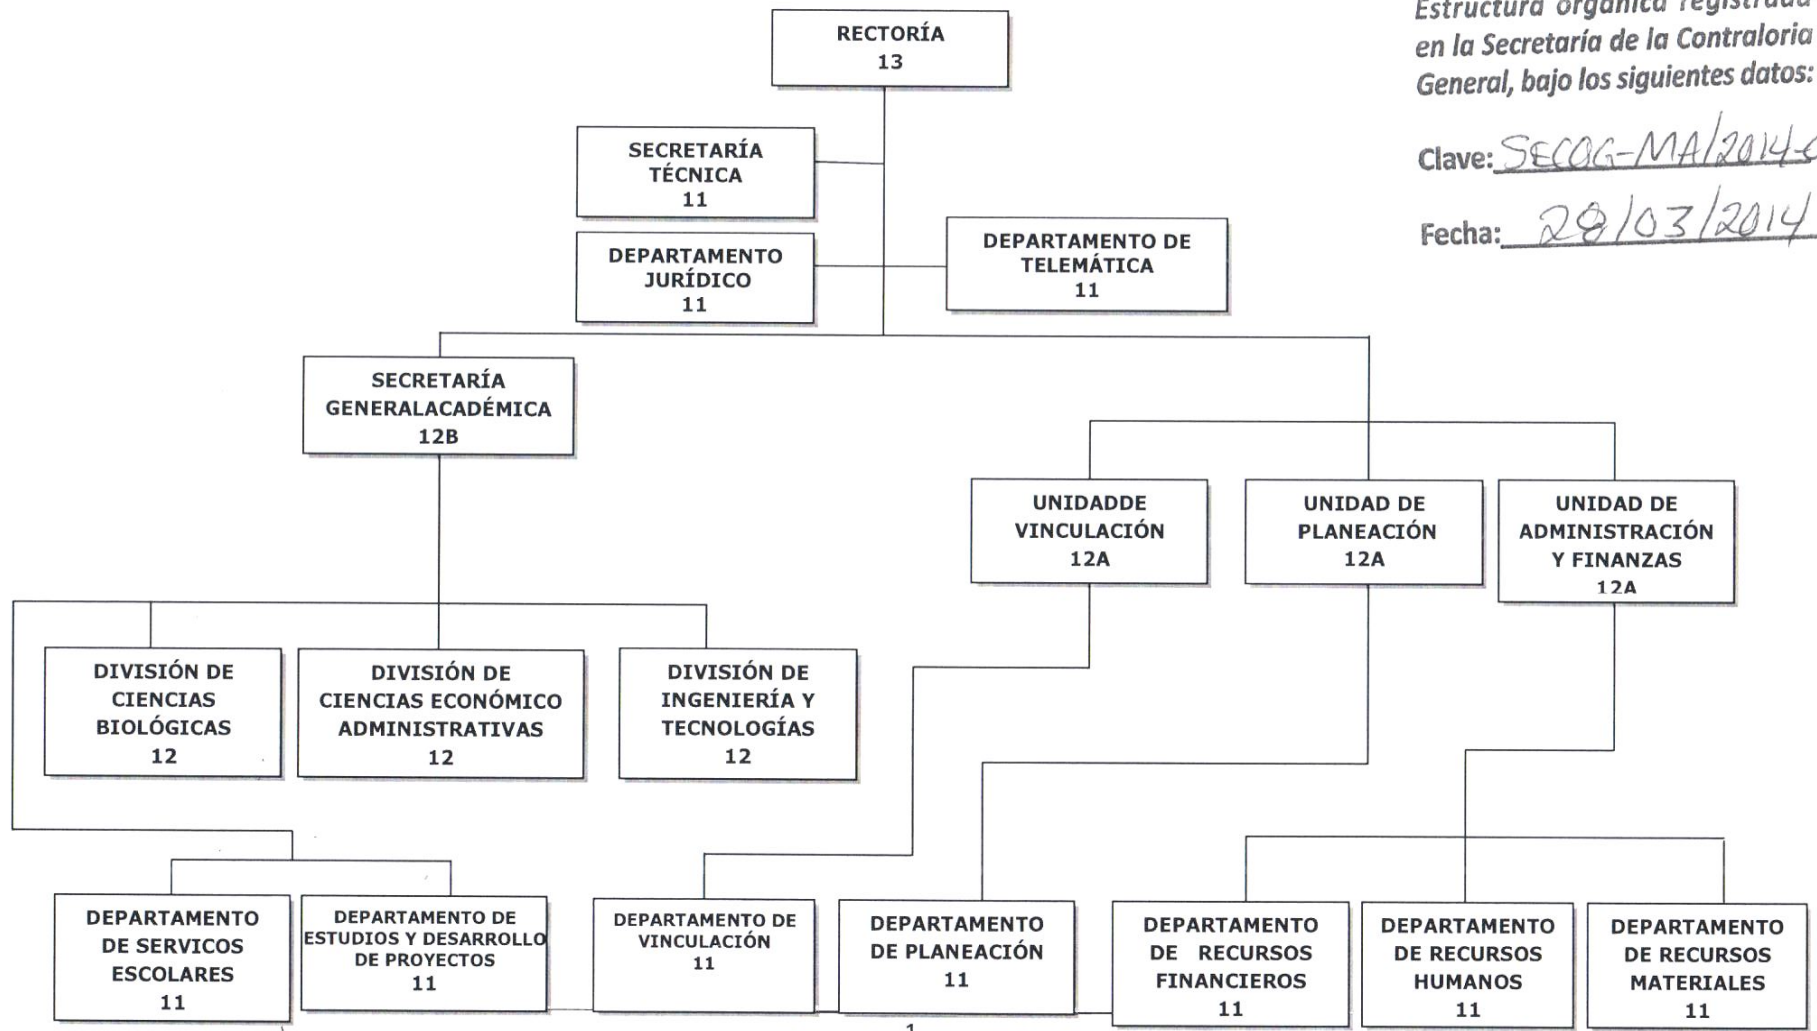 Estructura orgánica registrada
en la Secretaría de la Contraloria
General, bajo los siguientes datos:
Clave: SECOG-MA/2014-
Fecha: 28/03/2014
RECTORÍA
13
SECRETARÍA
TÉCNICA
11
DEPARTAMENTO
JURÍDICO
11
DEPARTAMENTO DE
TELEMÁTICA
11
SECRETARÍA
GENERALACADÉMICA
12B
UNIDADDE
VINCULACIÓN
12A
UNIDAD DE
PLANEACIÓN
12A
UNIDAD DE
ADMINISTRACIÓN
Y FINANZAS
12A
DIVISIÓN DE
CIENCIAS
BIOLÓGICAS
12
DIVISIÓN DE
CIENCIAS ECONÓMICO
ADMINISTRATIVAS
12
DIVISIÓN DE
INGENIERÍA Y
TECNOLOGÍAS
12
DEPARTAMENTO
DE SERVICOS
ESCOLARES
11
DEPARTAMENTO DE
ESTUDIOS Y DESARROLLO
DE PROYECTOS
11
DEPARTAMENTO DE
VINCULACIÓN
11
DEPARTAMENTO
DE PLANEACIÓN
11
DEPARTAMENTO
DE RECURSOS
FINANCIEROS
11
DEPARTAMENTO
DE RECURSOS
HUMANOS
11
DEPARTAMENTO
DE RECURSOS
MATERIALES
11